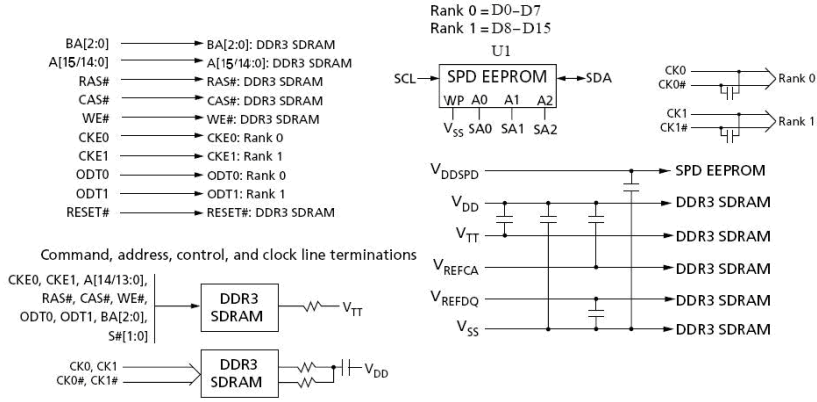 Rank 0 = D0-D7
Rank 1 = D8-D15
BA[2:0] BA[2:0]: DDR3 SDRAM
A[15/14:0] A[15/14:0]: DDR3 SDRAM
RAS# RAS#: DDR3 SDRAM
CAS# CAS#: DDR3 SDRAM
WE# WE#: DDR3 SDRAM
CKE0 CKE0: Rank 0
CKE1 CKE1: Rank 1
ODT0 ODT0: Rank 0
ODT1 ODT1: Rank 1
RESET# RESET#: DDR3 SDRAM
U1
SCL SPD EEPROM SDA
WP A0 A1 A2
VSS SA0 SA1 SA2
CK0
CK0#
Rank 0
CK1
CK1#
Rank 1
VDDSPD SPD EEPROM
VDD DDR3 SDRAM
VTT DDR3 SDRAM
VREFCA DDR3 SDRAM
VREFDQ DDR3 SDRAM
VSS DDR3 SDRAM
Command, address, control, and clock line terminations
CKE0, CKE1, A[14/13:0],
RAS#, CAS#, WE#,
ODT0, ODT1, BA[2:0],
S#[1:0]
DDR3
SDRAM
VTT
CK0, CK1
CK0#, CK1#
DDR3
SDRAM
VDD